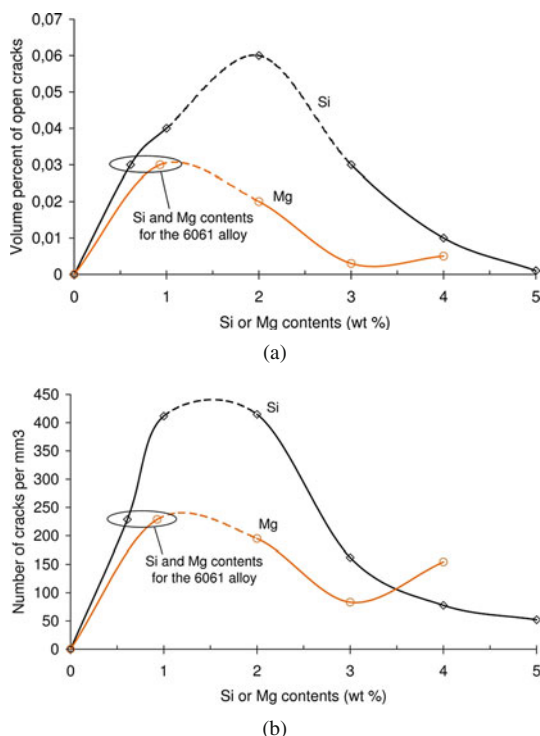 0,07
0,06
0,05
0,04
0,03
0,02
0,01
0
Volume percent of open cracks
Si
Mg
Si and Mg contents
for the 6061 alloy
0 1 2 3 4 5
Si or Mg contents (wt %)
(a)
450
400
350
300
250
200
150
100
50
0
Number of cracks per mm3
Si
Mg
Si and Mg contents
for the 6061 alloy
0 1 2 3 4 5
Si or Mg contents (wt %)
(b)